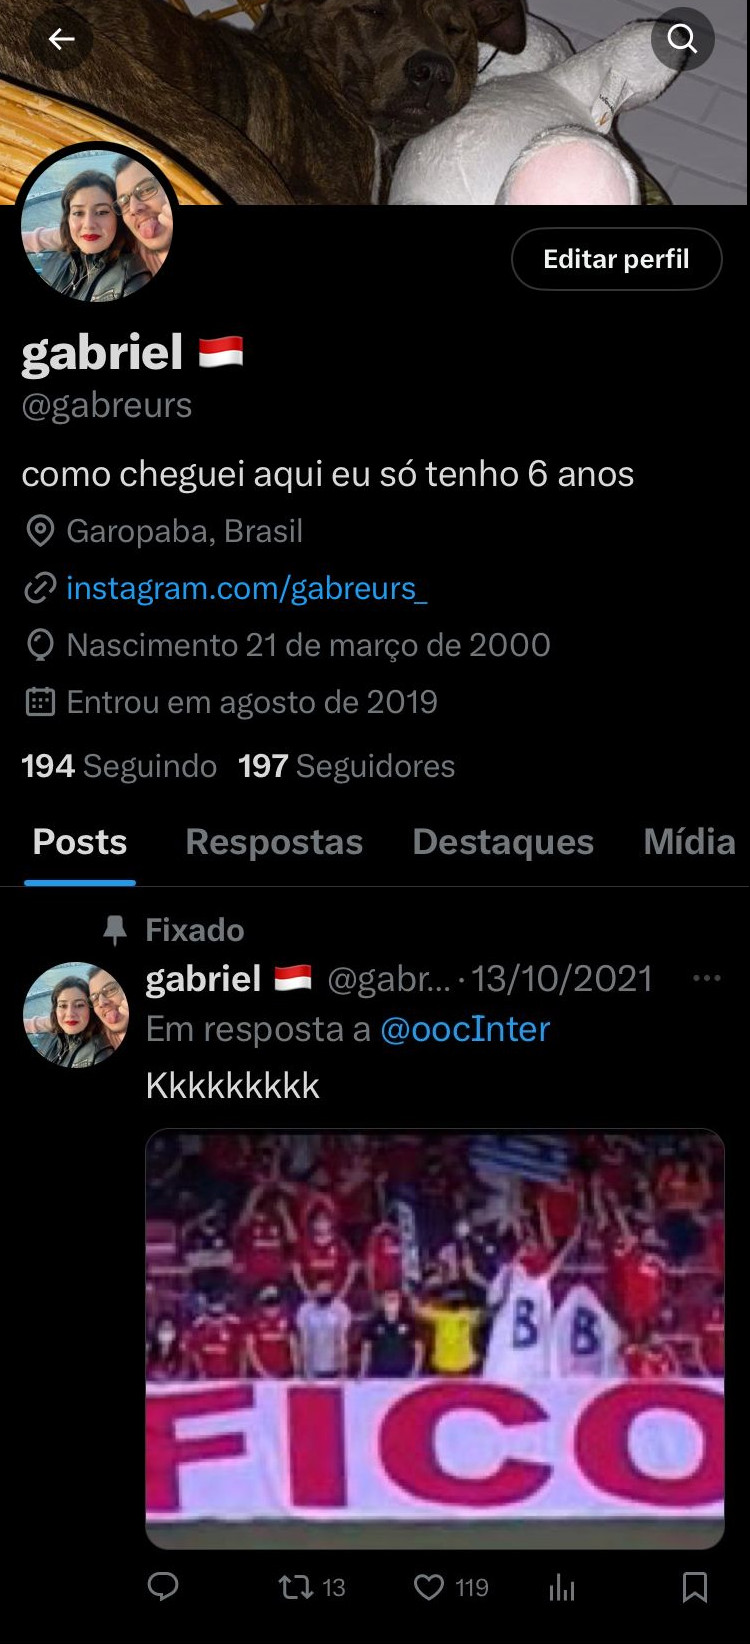 Editar perfil
gabriel 🇮🇩
@gabreurs
como cheguei aqui eu só tenho 6 anos
Garopaba, Brasil
instagram.com/gabreurs_
Nascimento 21 de março de 2000
Entrou em agosto de 2019
194 Seguindo 197 Seguidores
Posts Respostas Destaques Mídia
Fixado
gabriel 🇮🇩 @gabr... · 13/10/2021
Em resposta a @oocInter
Kkkkkkkkk
B B
FICO
13 119